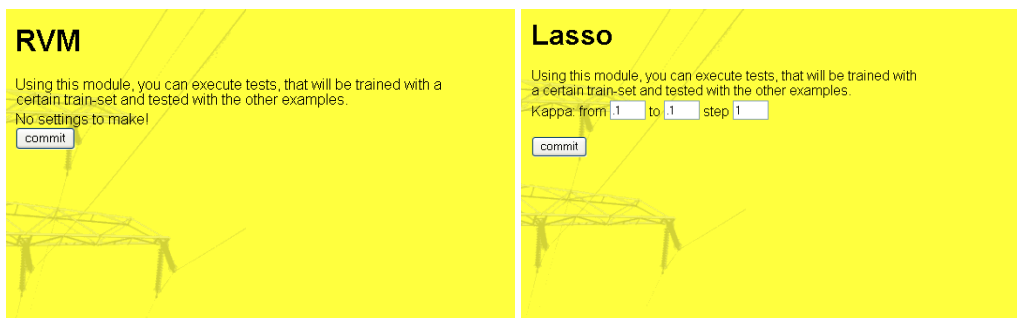 RVM
Using this module, you can execute tests, that will be trained with a
certain train-set and tested with the other examples.
No settings to make!
commit
Lasso
Using this module, you can execute tests, that will be trained with
a certain train-set and tested with the other examples.
Kappa: from .1 to .1 step 1
commit